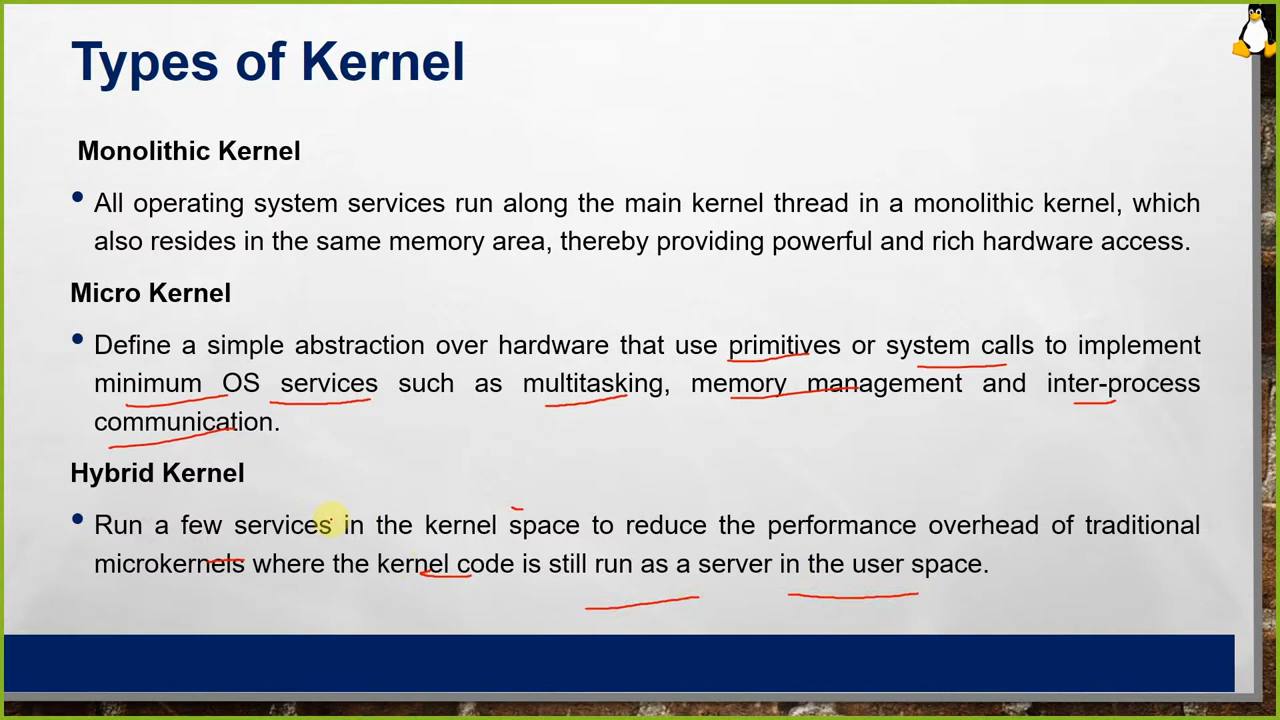 Types of Kernel
Monolithic Kernel
• All operating system services run along the main kernel thread in a monolithic kernel, which
also resides in the same memory area, thereby providing powerful and rich hardware access.
Micro Kernel
• Define a simple abstraction over hardware that use primitives or system calls to implement
minimum OS services such as multitasking, memory management and inter-process
communication.
Hybrid Kernel
• Run a few services in the kernel space to reduce the performance overhead of traditional
microkernels where the kernel code is still run as a server in the user space.